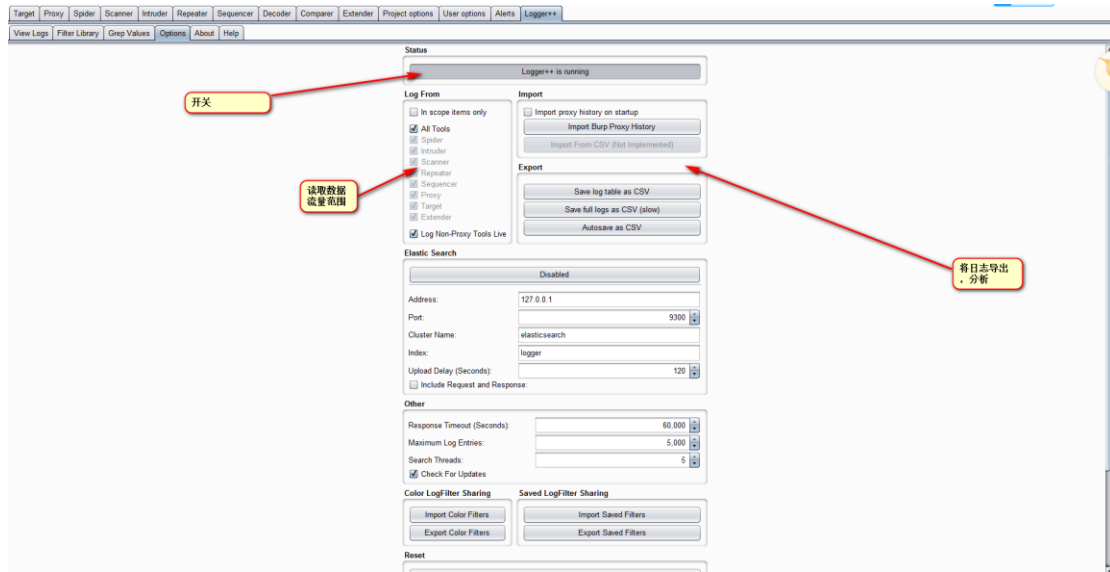 Target Proxy Spider Scanner Intruder Repeater Sequencer Decoder Comparer Extender Project options User options Alerts Logger++
View Logs Filter Library Grep Values Options About Help
Status
Logger++ is running
开关
Log From
In scope items only
All Tools
Spider
Intruder
Scanner
Repeater
Sequencer
Proxy
Target
Extender
Log Non-Proxy Tools Live
读取数据
流量范围
Import
Import proxy history on startup
Import Burp Proxy History
Import From CSV (Not Implemented)
Export
Save log table as CSV
Save full logs as CSV (slow)
Autosave as CSV
将日志导出
，分析
Elastic Search
Disabled
Address: 127.0.0.1
Port: 9300
Cluster Name: elasticsearch
Index: logger
Upload Delay (Seconds): 120
Include Request and Response:
Other
Response Timeout (Seconds): 60,000
Maximum Log Entries: 5,000
Search Threads: 5
Check For Updates
Color LogFilter Sharing
Import Color Filters
Export Color Filters
Saved LogFilter Sharing
Import Saved Filters
Export Saved Filters
Reset